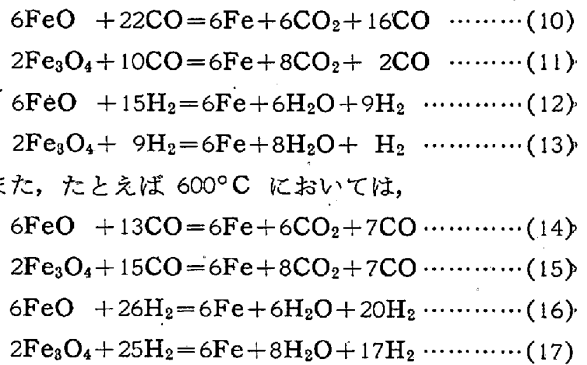 6FeO +22CO=6Fe+6CO₂+16CO ………(10)
2Fe₃O₄+10CO=6Fe+8CO₂+ 2CO ………(11)
6FeO +15H₂=6Fe+6H₂O+9H₂ …………(12)
2Fe₃O₄+ 9H₂=6Fe+8H₂O+ H₂ …………(13)
また，たとえば 600°C においては，
6FeO +13CO=6Fe+6CO₂+7CO…………(14)
2Fe₃O₄+15CO=6Fe+8CO₂+7CO…………(15)
6FeO +26H₂=6Fe+6H₂O+20H₂…………(16)
2Fe₃O₄+25H₂=6Fe+8H₂O+17H₂…………(17)